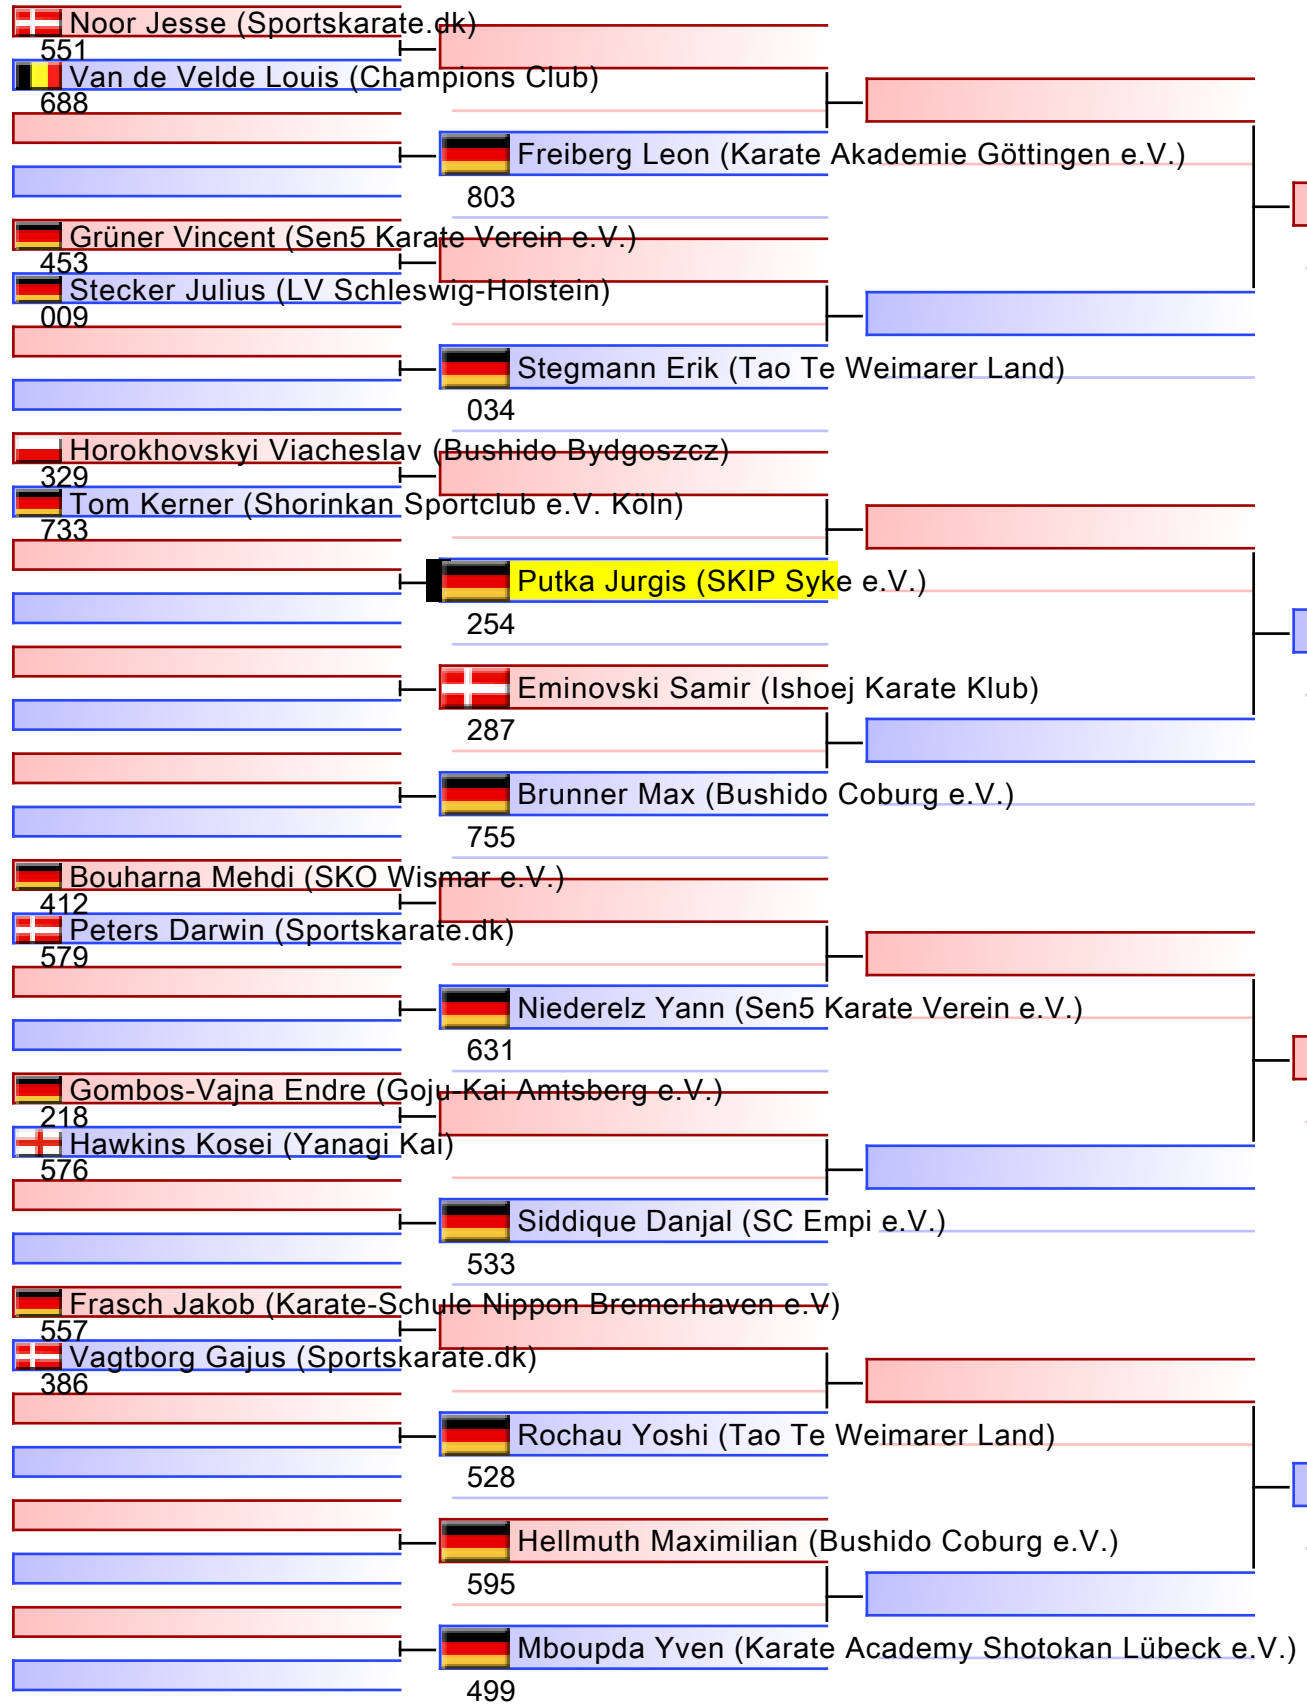 Noor Jesse (Sportskarate.dk)
551
Van de Velde Louis (Champions Club)
688
Freiberg Leon (Karate Akademie Göttingen e.V.)
803
Grüner Vincent (Sen5 Karate Verein e.V.)
453
Stecker Julius (LV Schleswig-Holstein)
009
Stegmann Erik (Tao Te Weimarer Land)
034
Horokhovskyi Viacheslav (Bushido Bydgoszcz)
329
Tom Kerner (Shorinkan Sportclub e.V. Köln)
733
Putka Jurgis (SKIP Syke e.V.)
254
Eminovski Samir (Ishoej Karate Klub)
287
Brunner Max (Bushido Coburg e.V.)
755
Bouharna Mehdi (SKO Wismar e.V.)
412
Peters Darwin (Sportskarate.dk)
579
Niederelz Yann (Sen5 Karate Verein e.V.)
631
Gombos-Vajna Endre (Goju-Kai Amtsberg e.V.)
218
Hawkins Kosei (Yanagi Kai)
576
Siddique Danjal (SC Empi e.V.)
533
Frasch Jakob (Karate-Schule Nippon Bremerhaven e.V)
557
Vagtborg Gajus (Sportskarate.dk)
386
Rochau Yoshi (Tao Te Weimarer Land)
528
Hellmuth Maximilian (Bushido Coburg e.V.)
595
Mboupda Yven (Karate Academy Shotokan Lübeck e.V.)
499